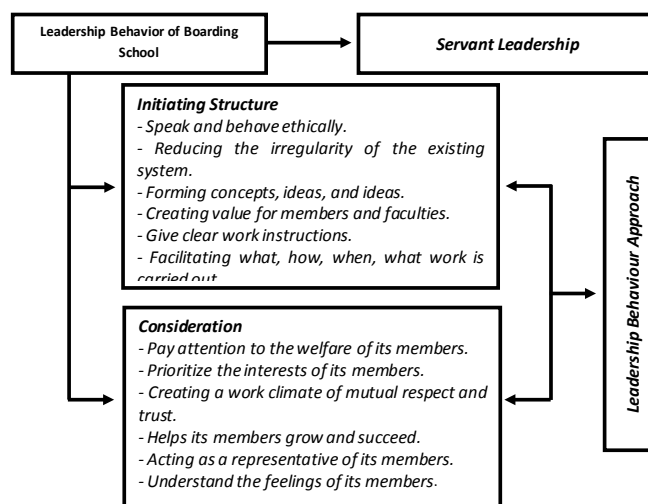 Leadership Behavior of Boarding
School
Servant Leadership
Initiating Structure
- Speak and behave ethically.
- Reducing the irregularity of the existing
system.
- Forming concepts, ideas, and ideas.
- Creating value for members and faculties.
- Give clear work instructions.
- Facilitating what, how, when, what work is
carried out
Consideration
- Pay attention to the welfare of its members.
- Prioritize the interests of its members.
- Creating a work climate of mutual respect and
trust.
- Helps its members grow and succeed.
- Acting as a representative of its members.
- Understand the feelings of its members.
Leadership Behaviour Approach